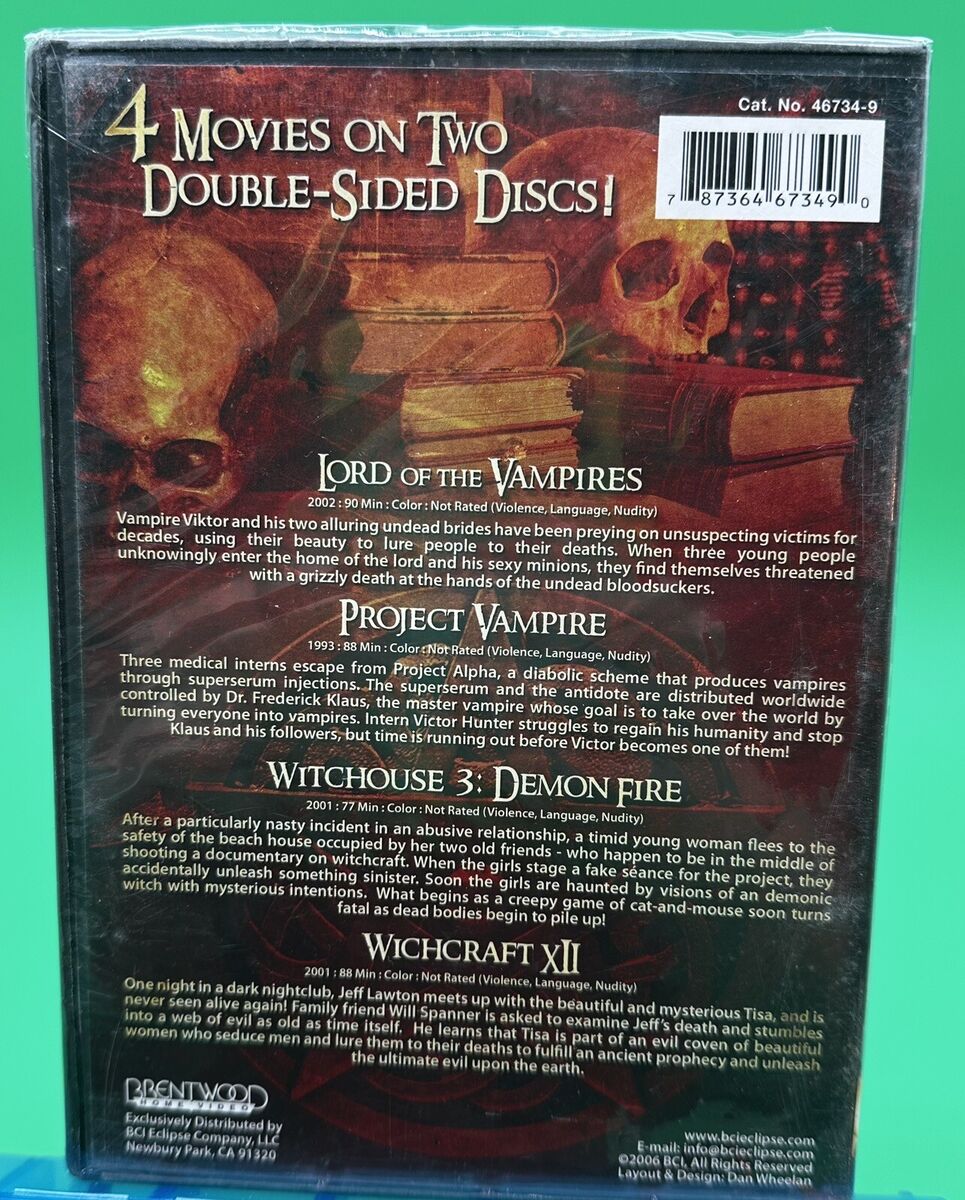 4 MOVIES ON TWO
DOUBLE-SIDED DISCS!
Cat. No. 46734-9
7 87364 67349 0
LORD OF THE VAMPIRES
2002 : 90 Min : Color : Not Rated (Violence, Language, Nudity)
Vampire Viktor and his two alluring undead brides have been preying on unsuspecting victims for
decades, using their beauty to lure people to their deaths. When three young people
unknowingly enter the home of the lord and his sexy minions, they find themselves threatened
with a grizzly death at the hands of the undead bloodsuckers.
PROJECT VAMPIRE
1993 : 88 Min : Color : Not Rated (Violence, Language, Nudity)
Three medical interns escape from Project Alpha, a diabolic scheme that produces vampires
through superserum injections. The superserum and the antidote are distributed worldwide
controlled by Dr. Frederick Klaus, the master vampire whose goal is to take over the world by
turning everyone into vampires. Intern Victor Hunter struggles to regain his humanity and stop
Klaus and his followers, but time is running out before Victor becomes one of them!
WITCHOUSE 3: DEMON FIRE
2001 : 77 Min : Color : Not Rated (Violence, Language, Nudity)
After a particularly nasty incident in an abusive relationship, a timid young woman flees to the
safety of the beach house occupied by her two old friends - who happen to be in the middle of
shooting a documentary on witchcraft. When the girls stage a fake séance for the project, they
accidentally unleash something sinister. Soon the girls are haunted by visions of an demonic
witch with mysterious intentions. What begins as a creepy game of cat-and-mouse soon turns
fatal as dead bodies begin to pile up!
WICHCRAFT XII
2001 : 88 Min : Color : Not Rated (Violence, Language, Nudity)
One night in a dark nightclub, Jeff Lawton meets up with the beautiful and mysterious Tisa, and is
never seen alive again! Family friend Will Spanner is asked to examine Jeff's death and stumbles
into a web of evil as old as time itself. He learns that Tisa is part of an evil coven of beautiful
women who seduce men and lure them to their deaths to fulfill an ancient prophecy and unleash
the ultimate evil upon the earth.
BRENTWOOD
HOME VIDEO
Exclusively Distributed by
BCI Eclipse Company, LLC
Newbury Park, CA 91320
www.bcieclipse.com
E-mail: info@bcieclipse.com
©2006 BCI, All Rights Reserved
Layout & Design: Dan Wheelan